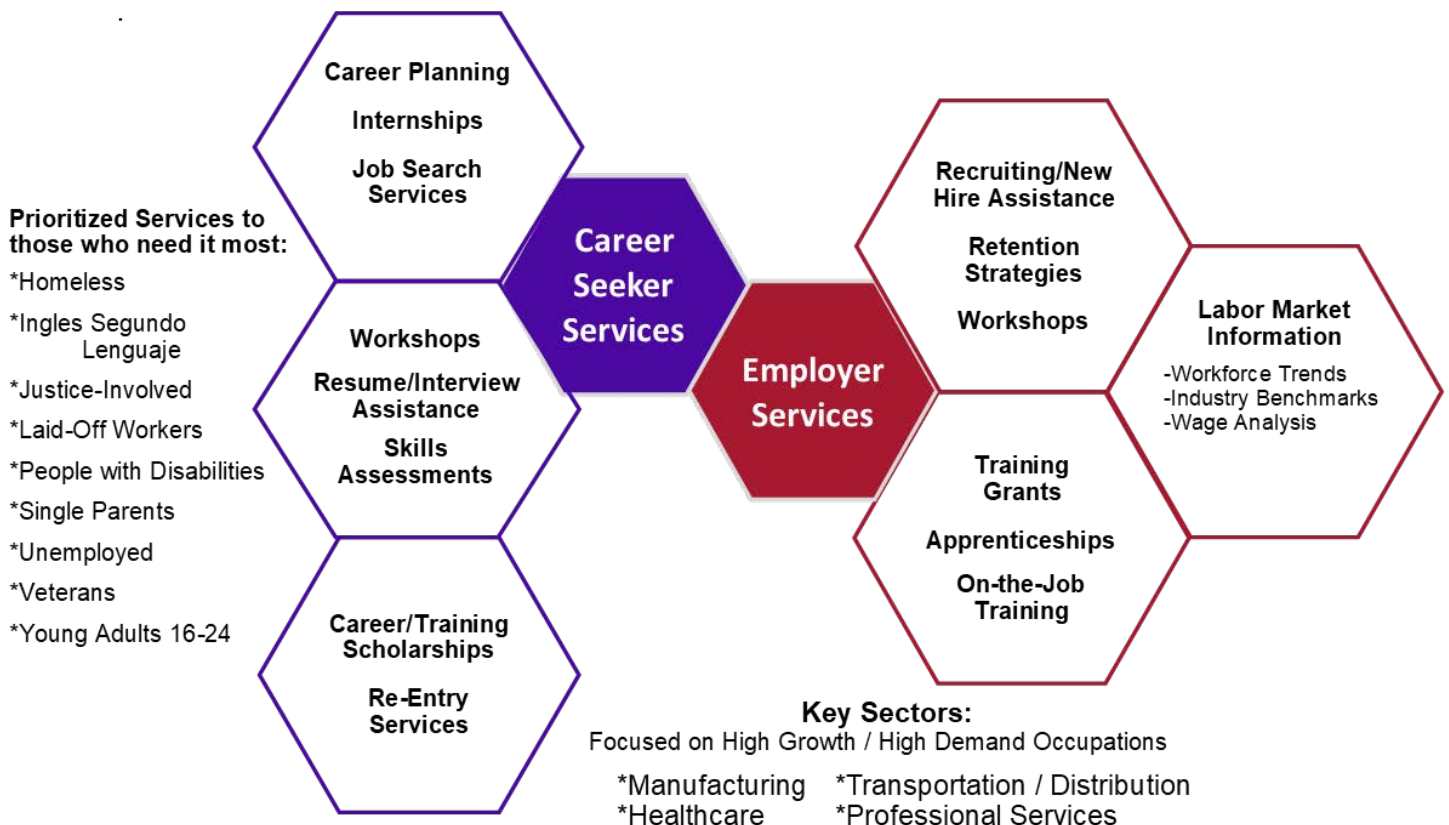 Career Planning
Internships
Job Search
Services
Prioritized Services to
those who need it most:
*Homeless
*Ingles Segundo
Lenguaje
*Justice-Involved
*Laid-Off Workers
*People with Disabilities
*Single Parents
*Unemployed
*Veterans
*Young Adults 16-24
Career
Seeker
Services
Workshops
Resume/Interview
Assistance
Skills
Assessments
Career/Training
Scholarships
Re-Entry
Services
Employer
Services
Recruiting/New
Hire Assistance
Retention
Strategies
Workshops
Labor Market
Information
-Workforce Trends
-Industry Benchmarks
-Wage Analysis
Training
Grants
Apprenticeships
On-the-Job
Training
Key Sectors:
Focused on High Growth / High Demand Occupations
*Manufacturing *Transportation / Distribution
*Healthcare *Professional Services